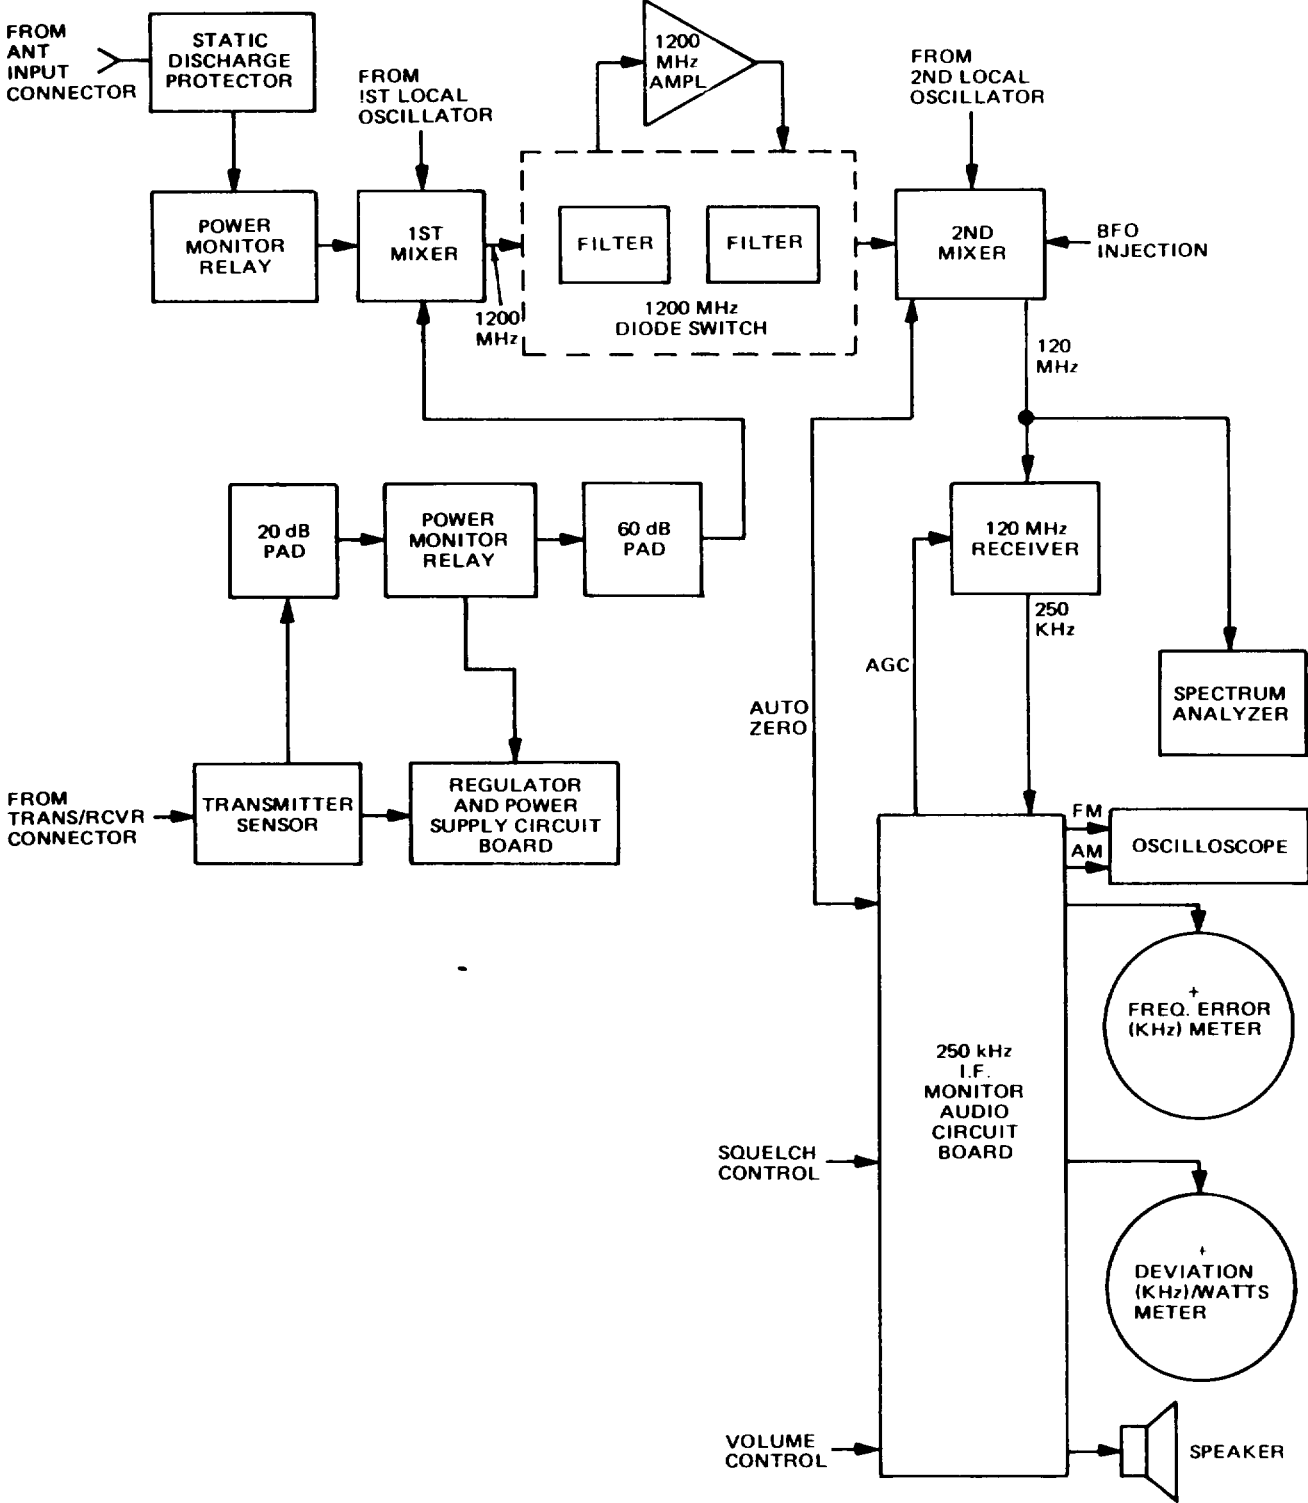 FROM
ANT
INPUT
CONNECTOR
STATIC
DISCHARGE
PROTECTOR
FROM
1ST LOCAL
OSCILLATOR
1200
MHz
AMPL
FROM
2ND LOCAL
OSCILLATOR
POWER
MONITOR
RELAY
1ST
MIXER
1200
MHz
FILTER
FILTER
1200 MHz
DIODE SWITCH
2ND
MIXER
BFO
INJECTION
120
MHz
20 dB
PAD
POWER
MONITOR
RELAY
60 dB
PAD
120 MHz
RECEIVER
250
KHz
AGC
AUTO
ZERO
SPECTRUM
ANALYZER
FROM
TRANS/RCVR
CONNECTOR
TRANSMITTER
SENSOR
REGULATOR
AND POWER
SUPPLY CIRCUIT
BOARD
FM
AM
OSCILLOSCOPE
+
FREQ. ERROR
(KHz) METER
250 kHz
I.F.
MONITOR
AUDIO
CIRCUIT
BOARD
SQUELCH
CONTROL
+
DEVIATION
(KHz)/WATTS
METER
VOLUME
CONTROL
SPEAKER